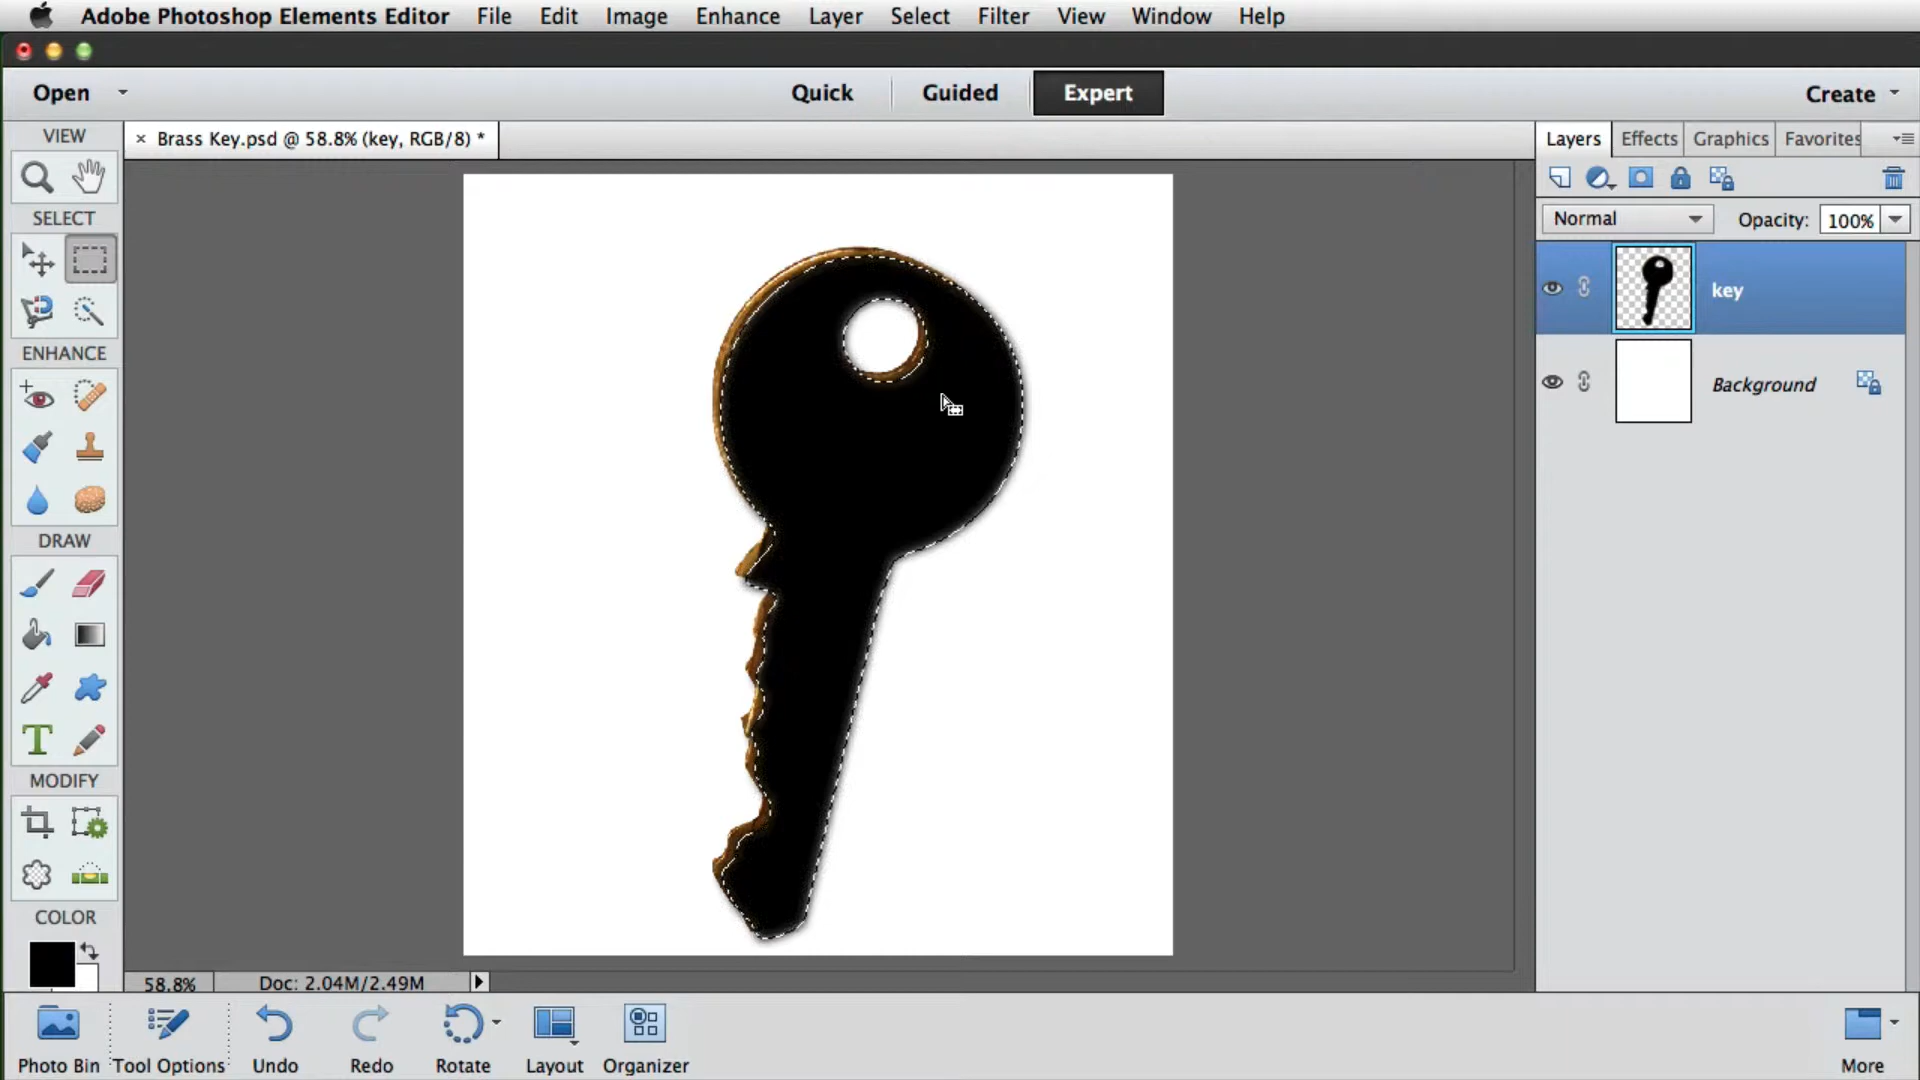 Adobe Photoshop Elements Editor File Edit Image Enhance Layer Select Filter View Window Help
Open Quick Guided Expert Create
VIEW
× Brass Key.psd @ 58.8% (key, RGB/8) *
Layers Effects Graphics Favorites
SELECT
Normal Opacity: 100%
key
ENHANCE
Background
DRAW
T
MODIFY
COLOR
58.8% Doc: 2.04M/2.49M
Photo Bin Tool Options Undo Redo Rotate Layout Organizer More